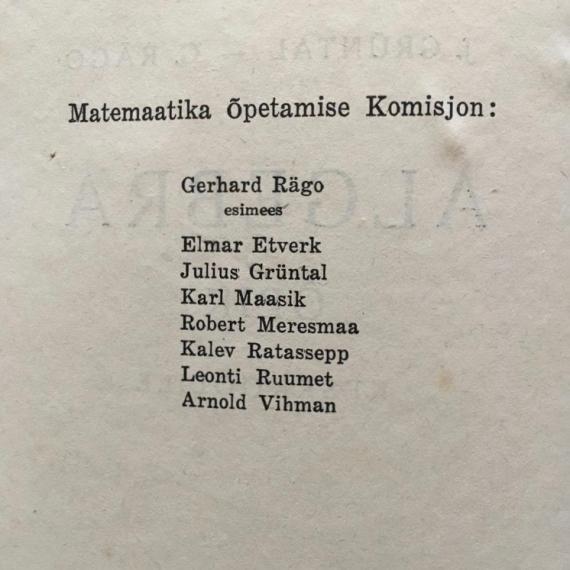 Matemaatika õpetamise Komisjon:
Gerhard Rägo
esimees
Elmar Etverk
Julius Grüntal
Karl Maasik
Robert Meresmaa
Kalev Ratassepp
Leonti Ruumet
Arnold Vihman